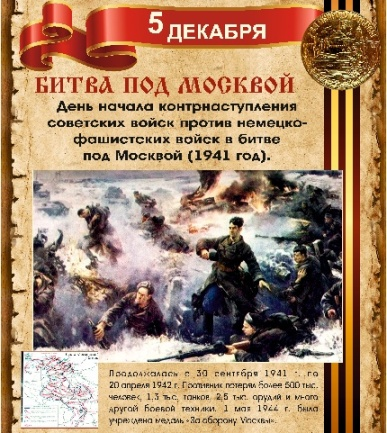 5 ДЕКАБРЯ
БИТВА ПОД МОСКВОЙ
День начала контрнаступления
советских войск против немецко-
фашистских войск в битве
под Москвой (1941 год).
Продолжалась с 30 сентября 1941 г. по
20 апреля 1942 г. Противник потерял более 500 тыс.
человек, 1,3 тыс. танков, 2,5 тыс. орудий и много
другой боевой техники. 1 мая 1944 г. была
учреждена медаль «За оборону Москвы».